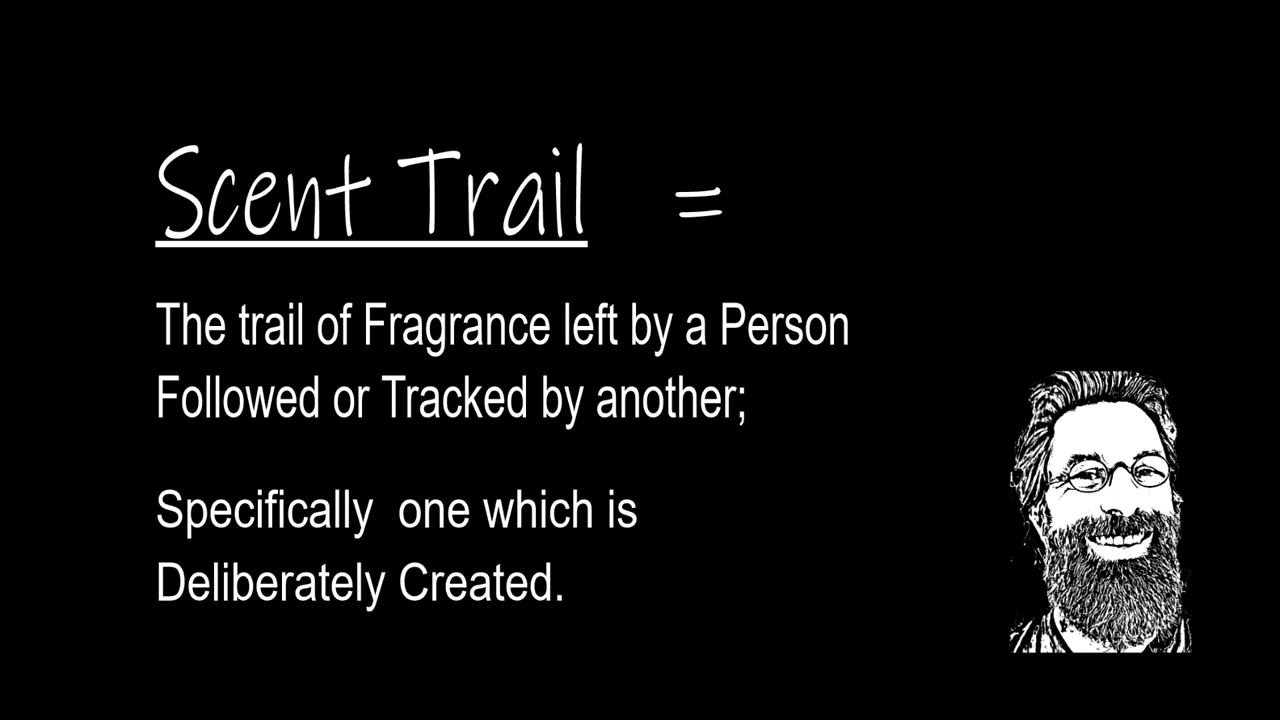 Scent Trail =
The trail of Fragrance left by a Person
Followed or Tracked by another;
Specifically one which is
Deliberately Created.